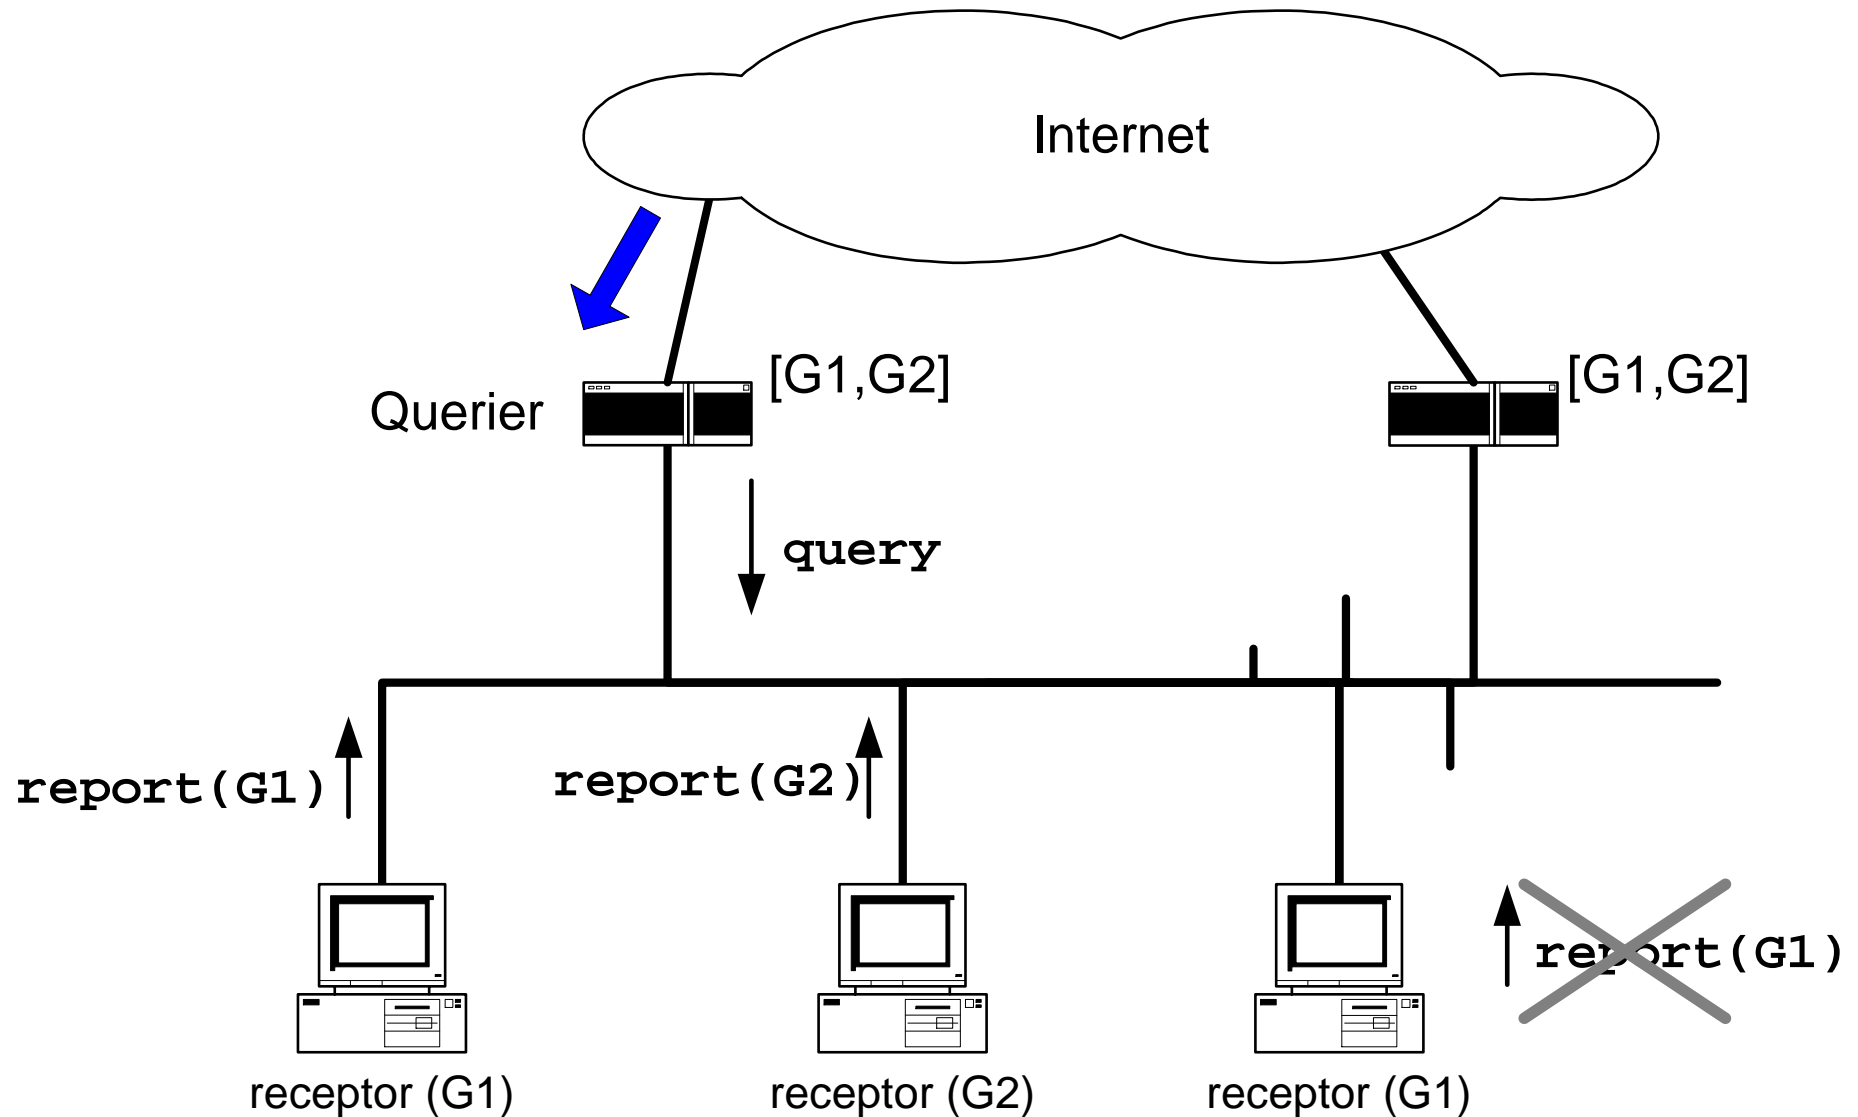 Internet
Querier
[G1,G2]
[G1,G2]
query
report(G1)
report(G2)
report(G1)
receptor (G1)
receptor (G2)
receptor (G1)